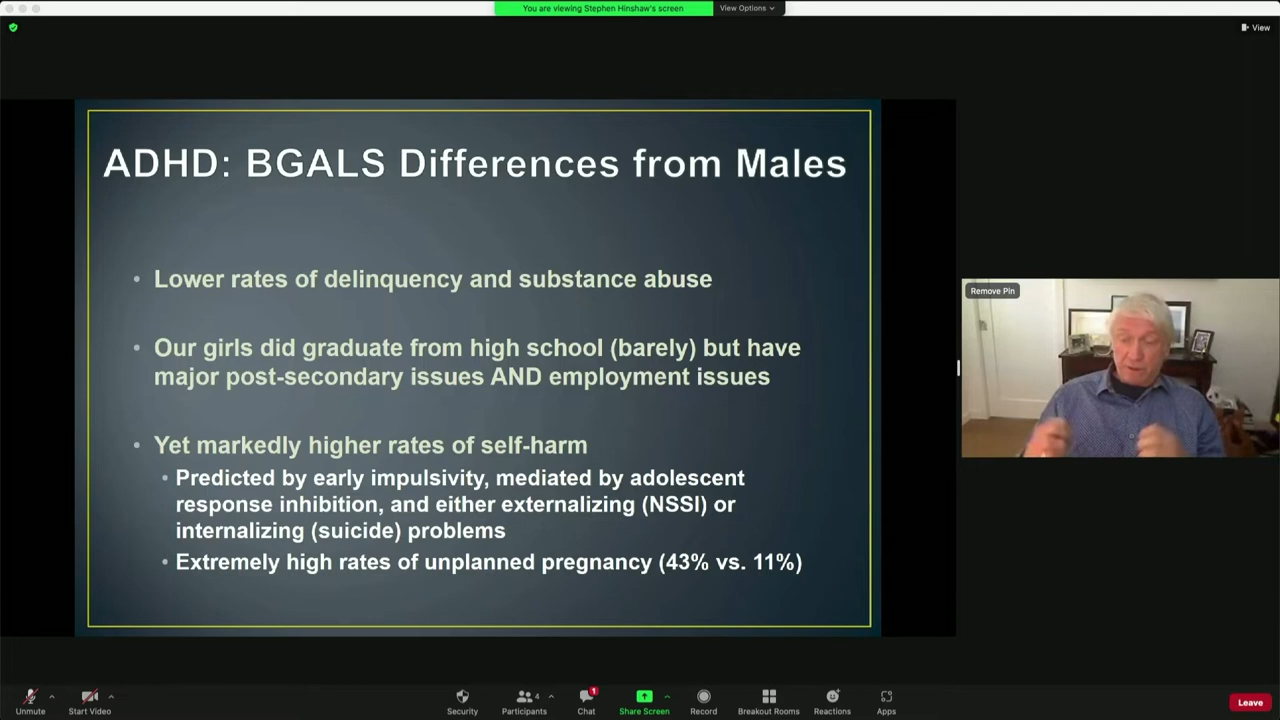 You are viewing Stephen Hinshaw's screen
View Options
View
ADHD: BGALS Differences from Males
• Lower rates of delinquency and substance abuse
• Our girls did graduate from high school (barely) but have
major post-secondary issues AND employment issues
• Yet markedly higher rates of self-harm
• Predicted by early impulsivity, mediated by adolescent
response inhibition, and either externalizing (NSSI) or
internalizing (suicide) problems
• Extremely high rates of unplanned pregnancy (43% vs. 11%)
Remove Pin
Unmute
Start Video
Security
4
Participants
1
Chat
Share Screen
Record
Breakout Rooms
Reactions
Apps
Leave